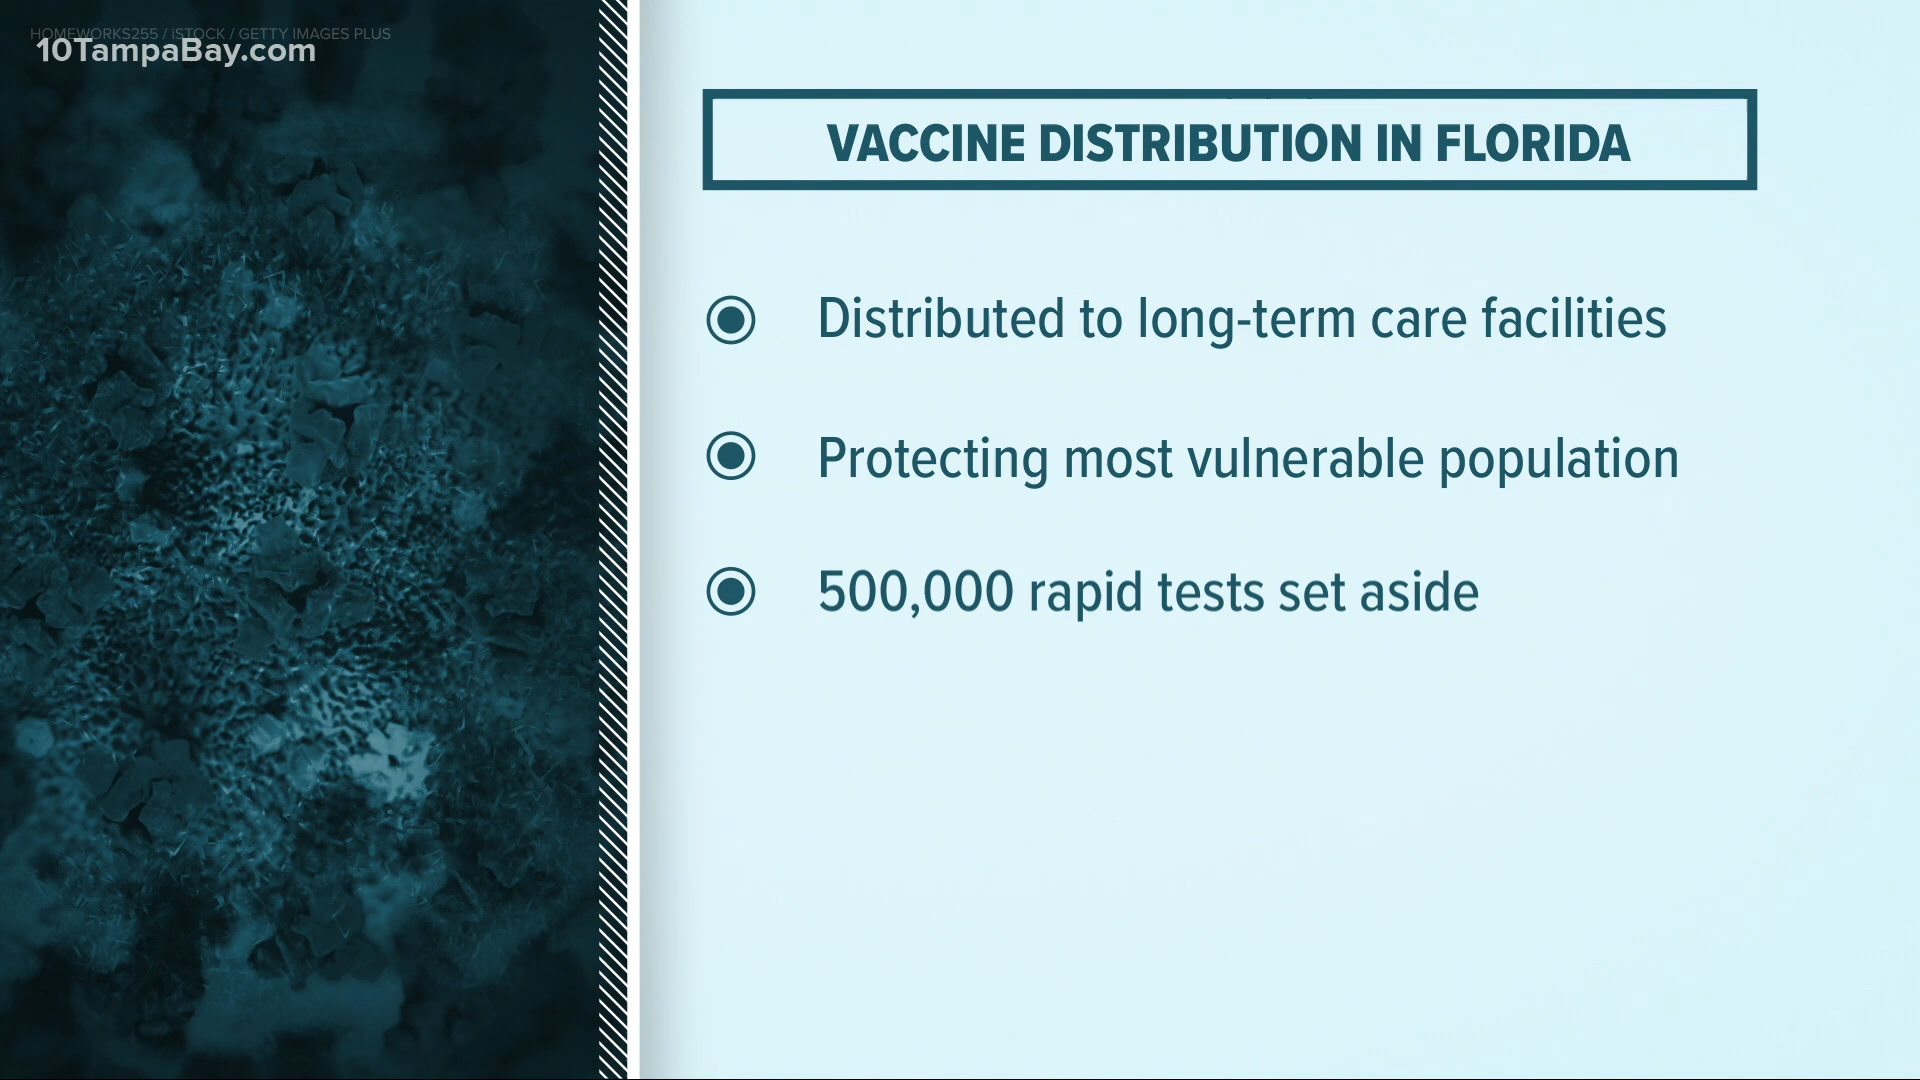 HOMEWORKS255 / iSTOCK / GETTY IMAGES PLUS
10TampaBay.com
VACCINE DISTRIBUTION IN FLORIDA
Distributed to long-term care facilities
Protecting most vulnerable population
500,000 rapid tests set aside